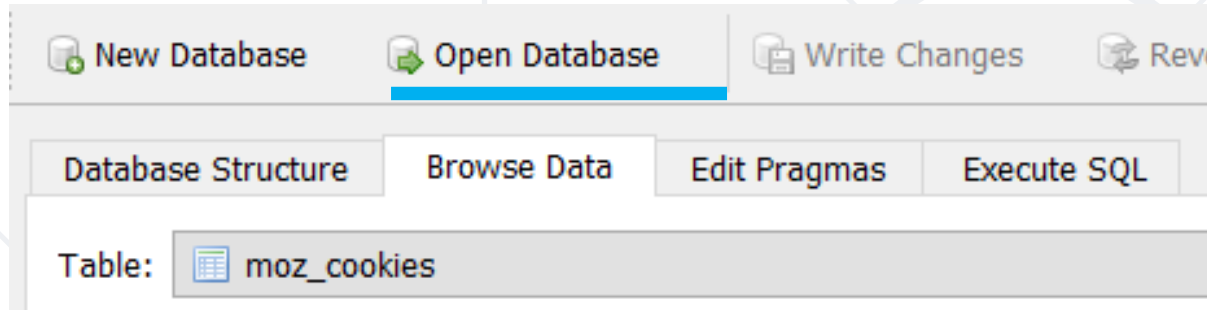 New Database Open Database Write Changes
Database Structure Browse Data Edit Pragmas Execute SQL
Table: moz_cookies